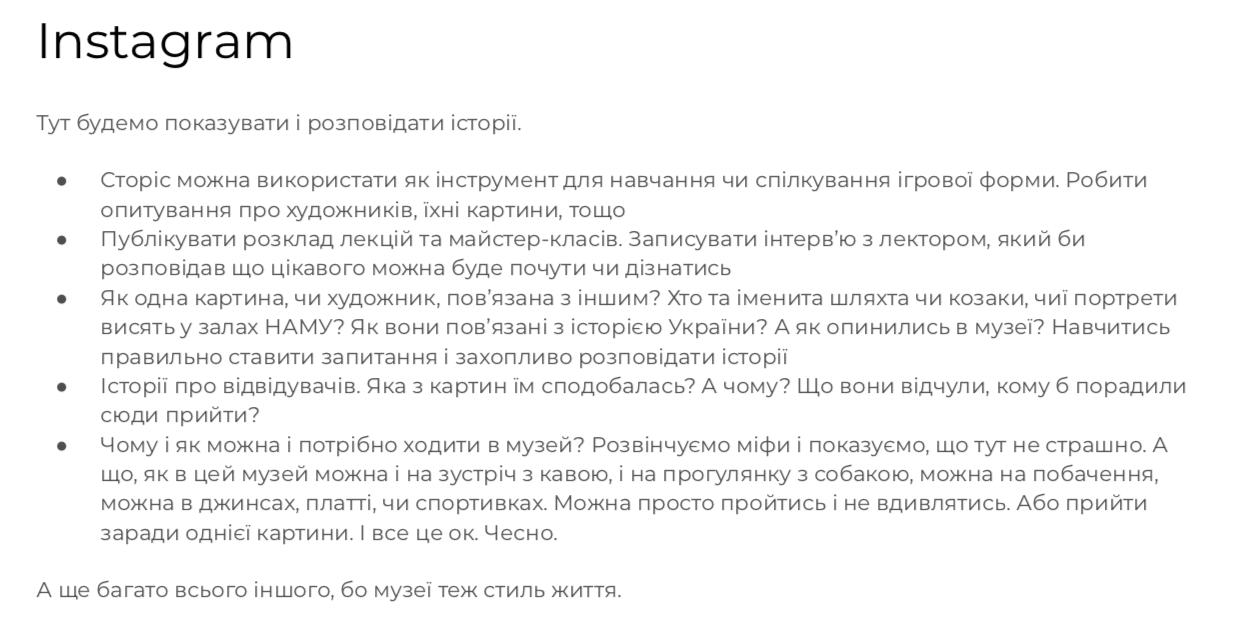 Instagram
Тут будемо показувати і розповідати історії.
● Сторіс можна використати як інструмент для навчання чи спілкування ігрової форми. Робити
опитування про художників, їхні картини, тощо
● Публікувати розклад лекцій та майстер-класів. Записувати інтерв’ю з лектором, який би
розповідав що цікавого можна буде почути чи дізнатись
● Як одна картина, чи художник, пов’язана з іншим? Хто та іменита шляхта чи козаки, чиї портрети
висять у залах НАМУ? Як вони пов’язані з історією України? А як опинились в музеї? Навчитись
правильно ставити запитання і захопливо розповідати історії
● Історії про відвідувачів. Яка з картин їм сподобалась? А чому? Що вони відчули, кому б порадили
сюди прийти?
● Чому і як можна і потрібно ходити в музей? Розвінчуємо міфи і показуємо, що тут не страшно. А
що, як в цей музей можна і на зустріч з кавою, і на прогулянку з собакою, можна на побачення,
можна в джинсах, платті, чи спортивках. Можна просто пройтись і не вдивлятись. Або прийти
заради однієї картини. І все це ок. Чесно.
А ще багато всього іншого, бо музеї теж стиль життя.